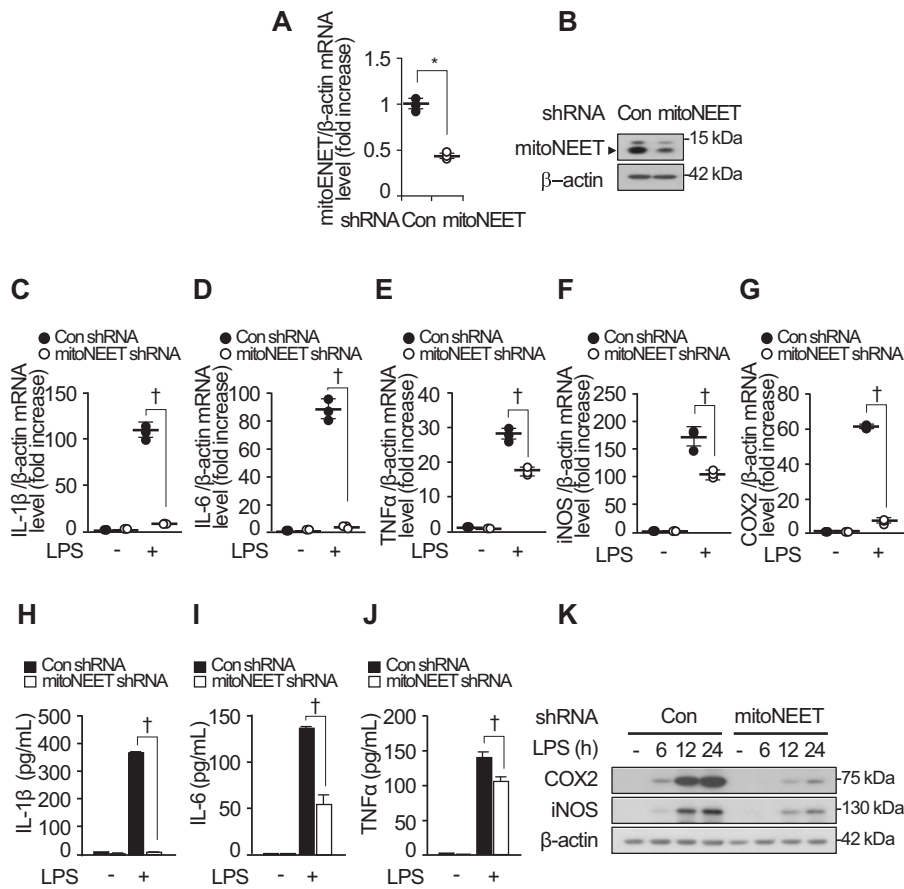 A
mitoENET/β-actin mRNA
level (fold increase)
1
0.5
0
*
shRNA Con mitoNEET
B
shRNA Con mitoNEET
mitoNEET
-15 kDa
β-actin
-42 kDa
C
Con shRNA
mitoNEET shRNA
IL-1β/β-actin mRNA
level (fold increase)
150
100
50
0
†
LPS - +
D
Con shRNA
mitoNEET shRNA
IL-6/β-actin mRNA
level (fold increase)
100
80
60
40
20
0
†
- +
E
Con shRNA
mitoNEET shRNA
TNFα/β-actin mRNA
level (fold increase)
40
30
20
10
0
†
LPS - +
F
Con shRNA
mitoNEET shRNA
iNOS/β-actin mRNA
level (fold increase)
250
200
150
100
50
0
†
LPS - +
G
Con shRNA
mitoNEET shRNA
COX2/β-actin mRNA
level (fold increase)
80
60
40
20
0
†
- +
H
Con shRNA
mitoNEET shRNA
IL-1β (pg/mL)
500
400
300
200
100
0
†
LPS - +
I
Con shRNA
mitoNEET shRNA
IL-6 (pg/mL)
150
100
50
0
†
LPS - +
J
Con shRNA
mitoNEET shRNA
TNFα (pg/mL)
200
150
100
50
0
†
LPS - +
K
shRNA Con mitoNEET
LPS (h) - 6 12 24 - 6 12 24
COX2
-75 kDa
iNOS
-130 kDa
β-actin
-42 kDa